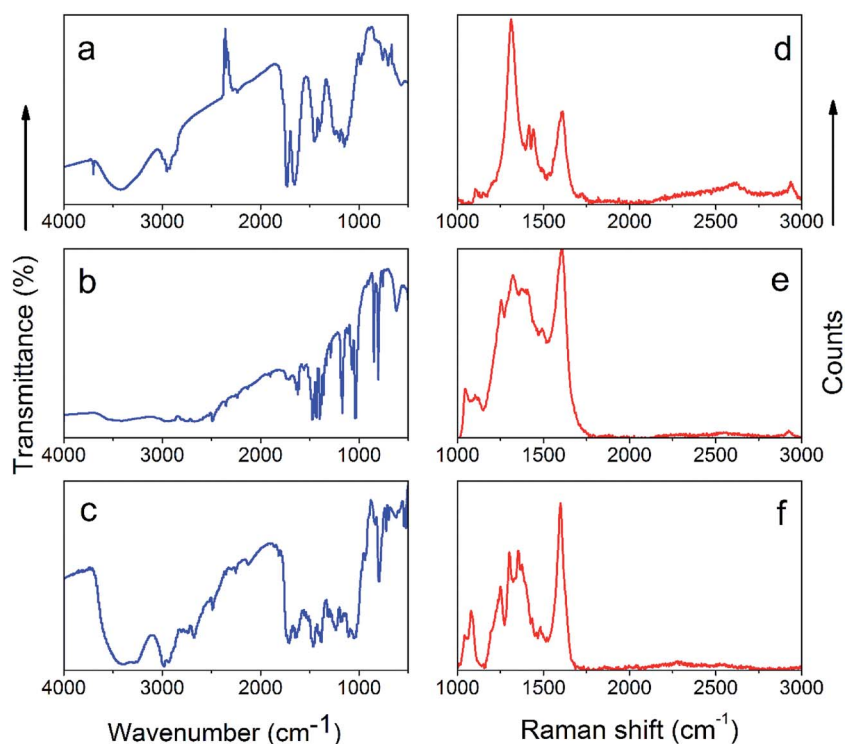 a
d
4000 3000 2000 1000
1000 1500 2000 2500 3000
b
e
4000 3000 2000 1000
1000 1500 2000 2500 3000
c
f
4000 3000 2000 1000
1000 1500 2000 2500 3000
Transmittance (%)
Counts
Wavenumber (cm⁻¹)
Raman shift (cm⁻¹)